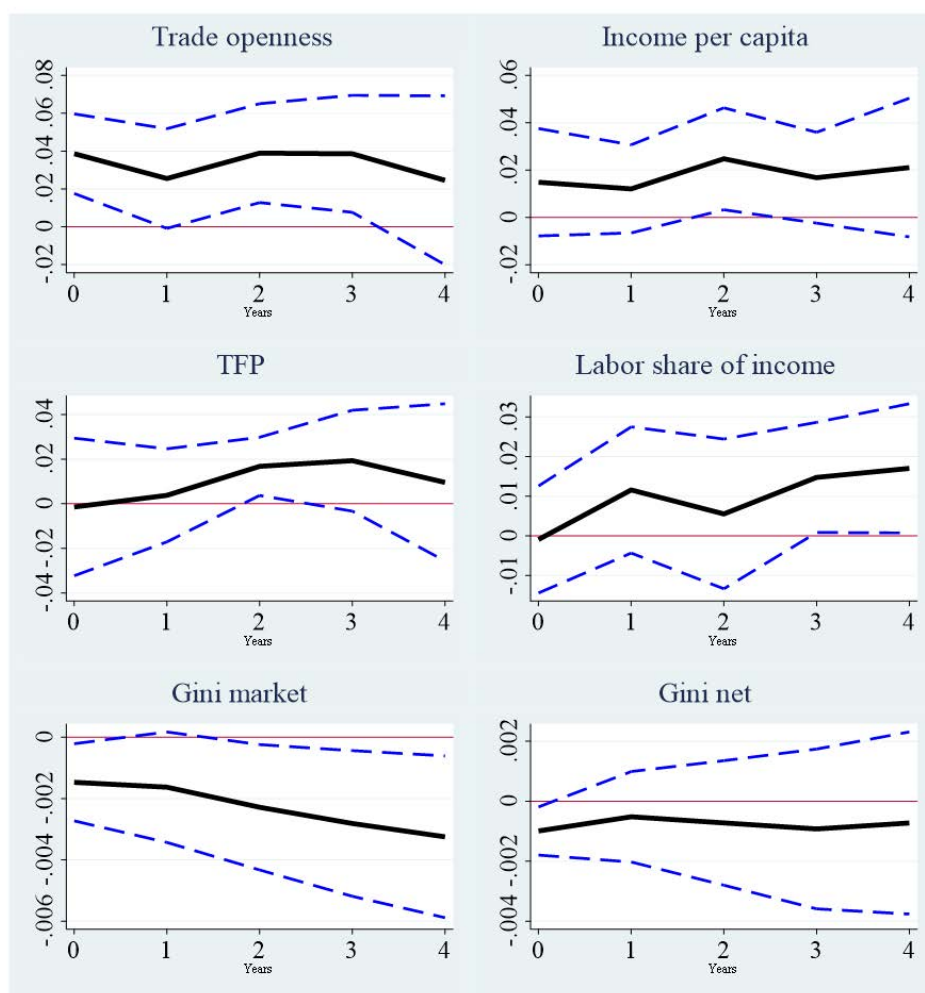 Trade openness
.08
.06
.04
.02
0
-.02
0 1 2 3 4
Years
Income per capita
.06
.04
.02
0
-.02
0 1 2 3 4
Years
TFP
.04
.02
0
-.02
-.04
0 1 2 3 4
Years
Labor share of income
.03
.02
.01
0
-.01
0 1 2 3 4
Years
Gini market
0
-.002
-.004
-.006
0 1 2 3 4
Years
Gini net
.002
0
-.002
-.004
0 1 2 3 4
Years